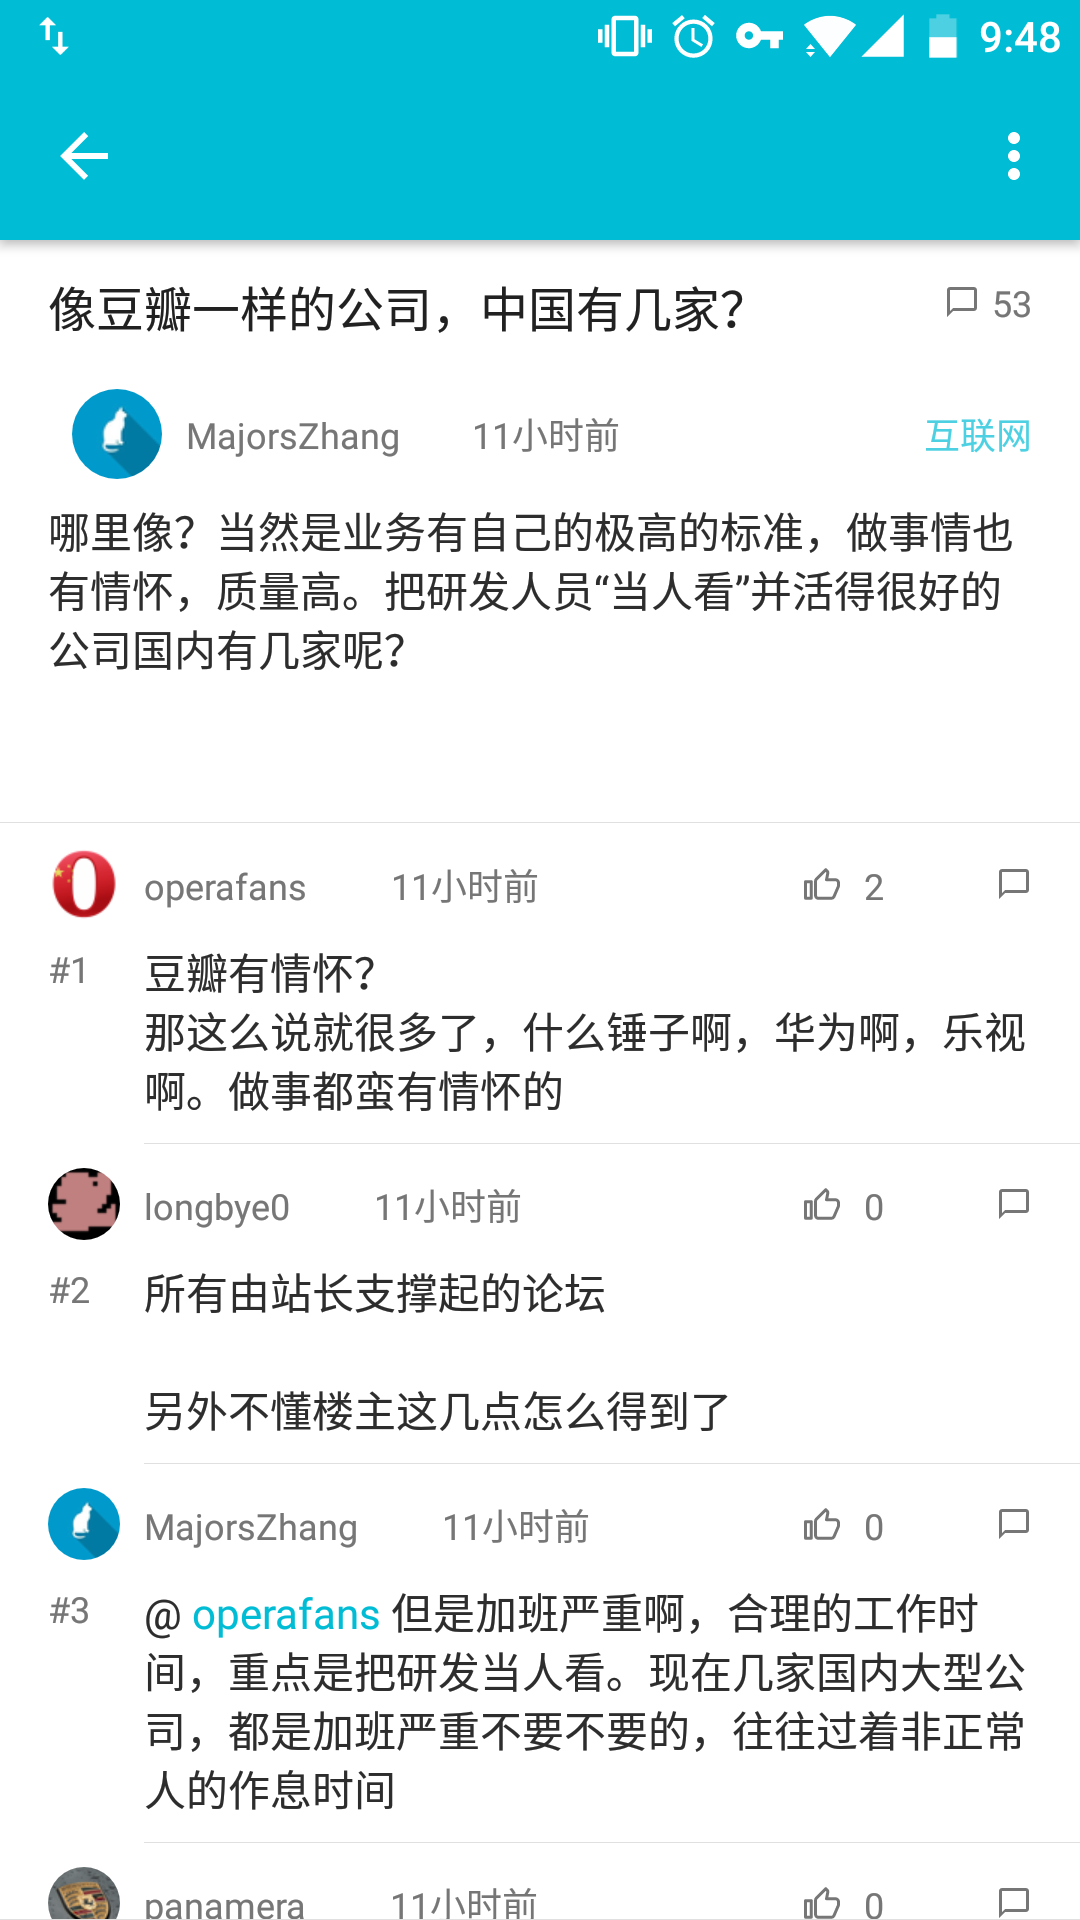 9:48
像豆瓣一样的公司，中国有几家？
53
MajorsZhang 11小时前 互联网
哪里像？当然是业务有自己的极高的标准，做事情也
有情怀，质量高。把研发人员“当人看”并活得很好的
公司国内有几家呢？
operafans 11小时前 2
#1 豆瓣有情怀？
那这么说就很多了，什么锤子啊，华为啊，乐视
啊。做事都蛮有情怀的
longbye0 11小时前 0
#2 所有由站长支撑起的论坛
另外不懂楼主这几点怎么得到了
MajorsZhang 11小时前 0
#3 @ operafans 但是加班严重啊，合理的工作时
间，重点是把研发当人看。现在几家国内大型公
司，都是加班严重不要不要的，往往过着非正常
人的作息时间
panamera 11小时前 0